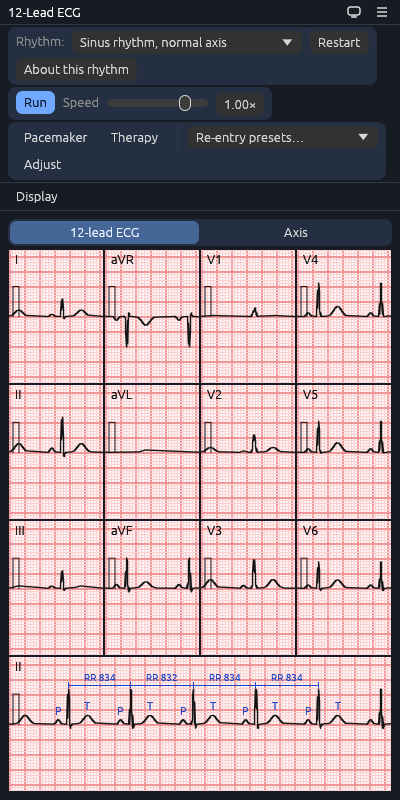 12-Lead ECG
Rhythm: Sinus rhythm, normal axis Restart
About this rhythm
Run Speed 1.00×
Pacemaker Therapy Re-entry presets...
Adjust
Display
12-lead ECG Axis
I aVR V1 V4
II aVL V2 V5
III aVF V3 V6
II
RR 834 RR 832 RR 834 RR 834
P T P T P T P T P T